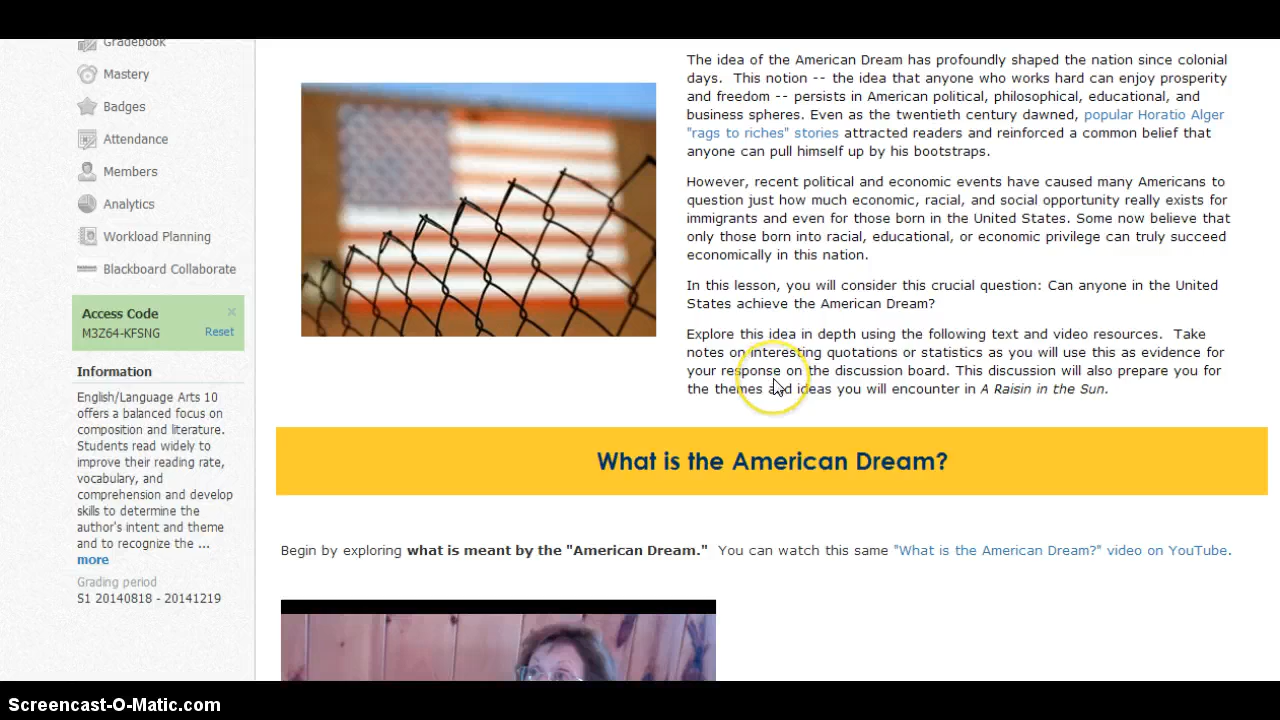 Gradebook
Mastery
Badges
Attendance
Members
Analytics
Workload Planning
Blackboard Collaborate
Access Code
M3Z64-KFSNG Reset
Information
English/Language Arts 10
offers a balanced focus on
composition and literature.
Students read widely to
improve their reading rate,
vocabulary, and
comprehension and develop
skills to determine the
author's intent and theme
and to recognize the ...
more
Grading period
S1 20140818 - 20141219
The idea of the American Dream has profoundly shaped the nation since colonial
days.  This notion -- the idea that anyone who works hard can enjoy prosperity
and freedom -- persists in American political, philosophical, educational, and
business spheres. Even as the twentieth century dawned, popular Horatio Alger
"rags to riches" stories attracted readers and reinforced a common belief that
anyone can pull himself up by his bootstraps.
However, recent political and economic events have caused many Americans to
question just how much economic, racial, and social opportunity really exists for
immigrants and even for those born in the United States. Some now believe that
only those born into racial, educational, or economic privilege can truly succeed
economically in this nation.
In this lesson, you will consider this crucial question: Can anyone in the United
States achieve the American Dream?
Explore this idea in depth using the following text and video resources.  Take
notes on interesting quotations or statistics as you will use this as evidence for
your response on the discussion board. This discussion will also prepare you for
the themes and ideas you will encounter in A Raisin in the Sun.
What is the American Dream?
Begin by exploring what is meant by the "American Dream."  You can watch this same "What is the American Dream?" video on YouTube.
Screencast-O-Matic.com